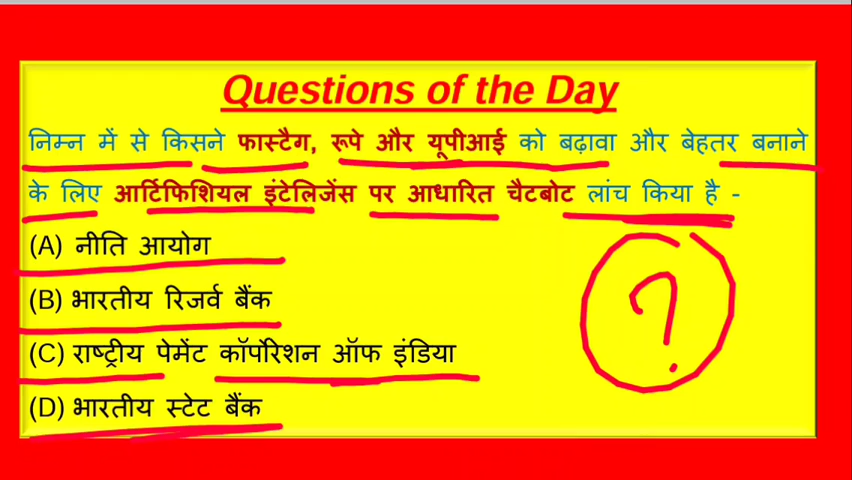 Questions of the Day
निम्न में से किसने फास्टैग, रूपे और यूपीआई को बढ़ावा और बेहतर बनाने
के लिए आर्टिफिशियल इंटेलिजेंस पर आधारित चैटबोट लांच किया है -
(A) नीति आयोग
(B) भारतीय रिजर्व बैंक
(C) राष्ट्रीय पेमेंट कॉर्पोरेशन ऑफ इंडिया
(D) भारतीय स्टेट बैंक
?